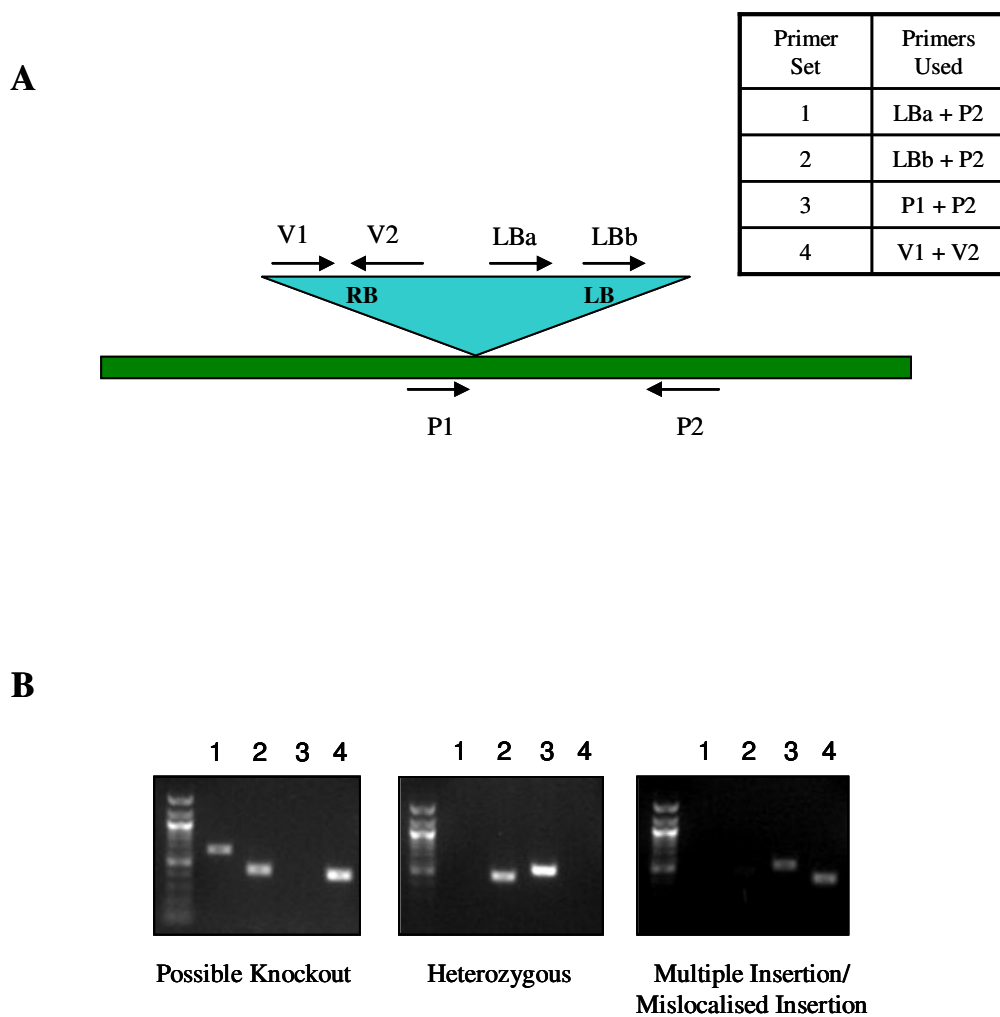 A
Primer Set
Primers Used
1
LBa + P2
2
LBb + P2
3
P1 + P2
4
V1 + V2
V1
V2
LBa
LBb
RB
LB
P1
P2
B
1 2 3 4
1 2 3 4
1 2 3 4
Possible Knockout
Heterozygous
Multiple Insertion/
Mislocalised Insertion